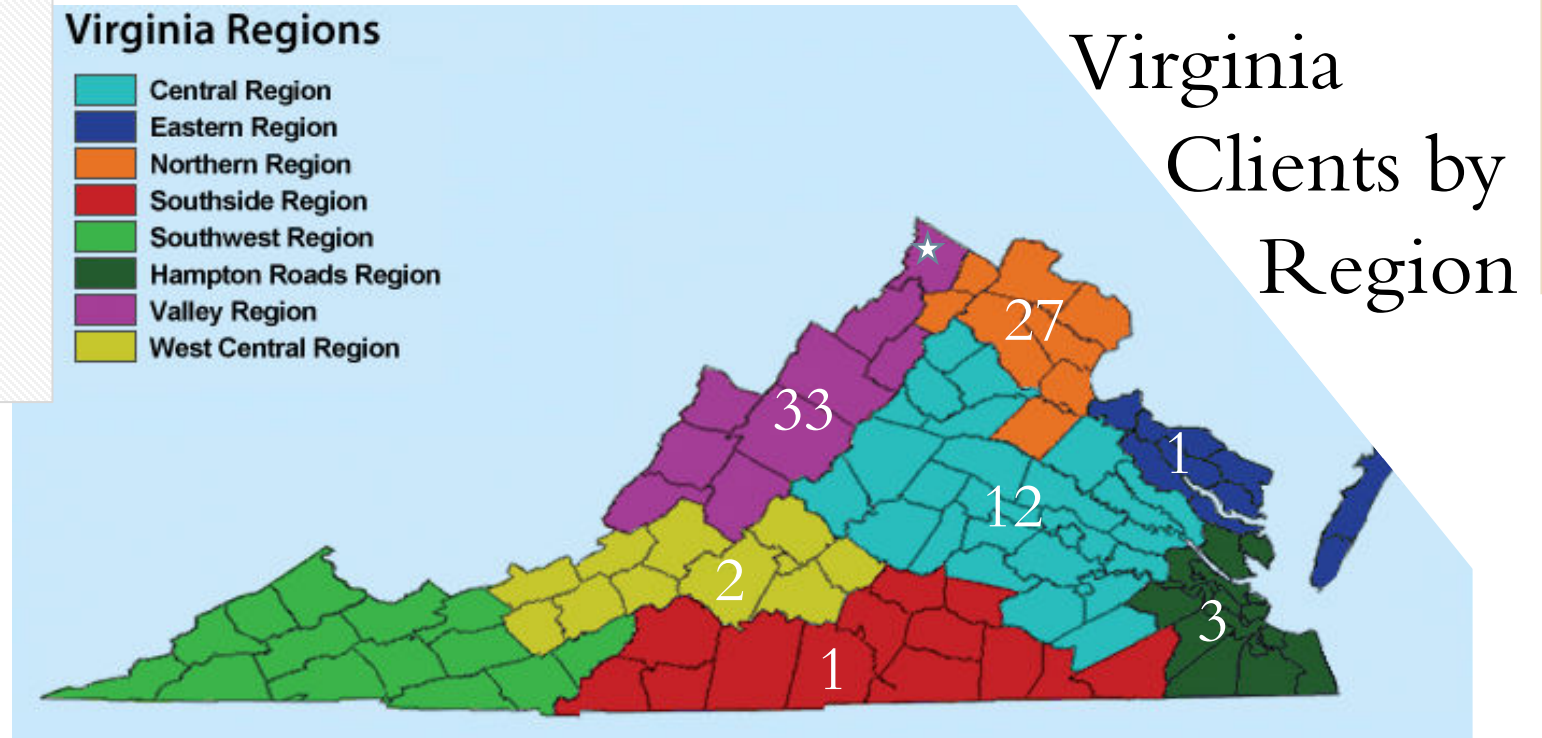 Virginia Regions
Central Region
Eastern Region
Northern Region
Southside Region
Southwest Region
Hampton Roads Region
Valley Region
West Central Region
Virginia
Clients by
Region
27
33
1
12
2
3
1